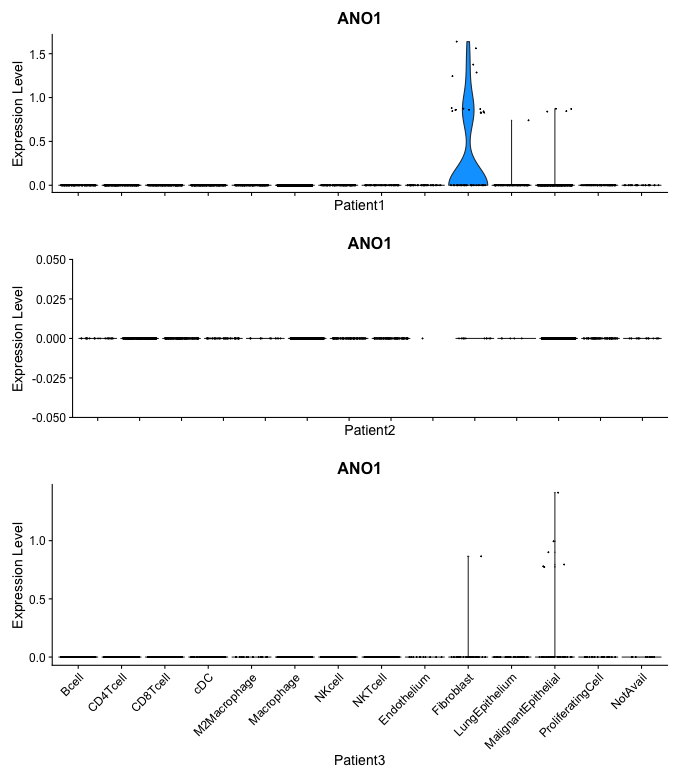 ANO1
Expression Level
1.5
1.0
0.5
0.0
Patient1
ANO1
Expression Level
0.050
0.025
0.000
-0.025
-0.050
Patient2
ANO1
Expression Level
1.0
0.5
0.0
Bcell
CD4Tcell
CD8Tcell
cDC
M2Macrophage
Macrophage
NKcell
NKTcell
Endothelium
Fibroblast
LungEpithelium
MalignantEpithelial
ProliferatingCell
NotAvail
Patient3